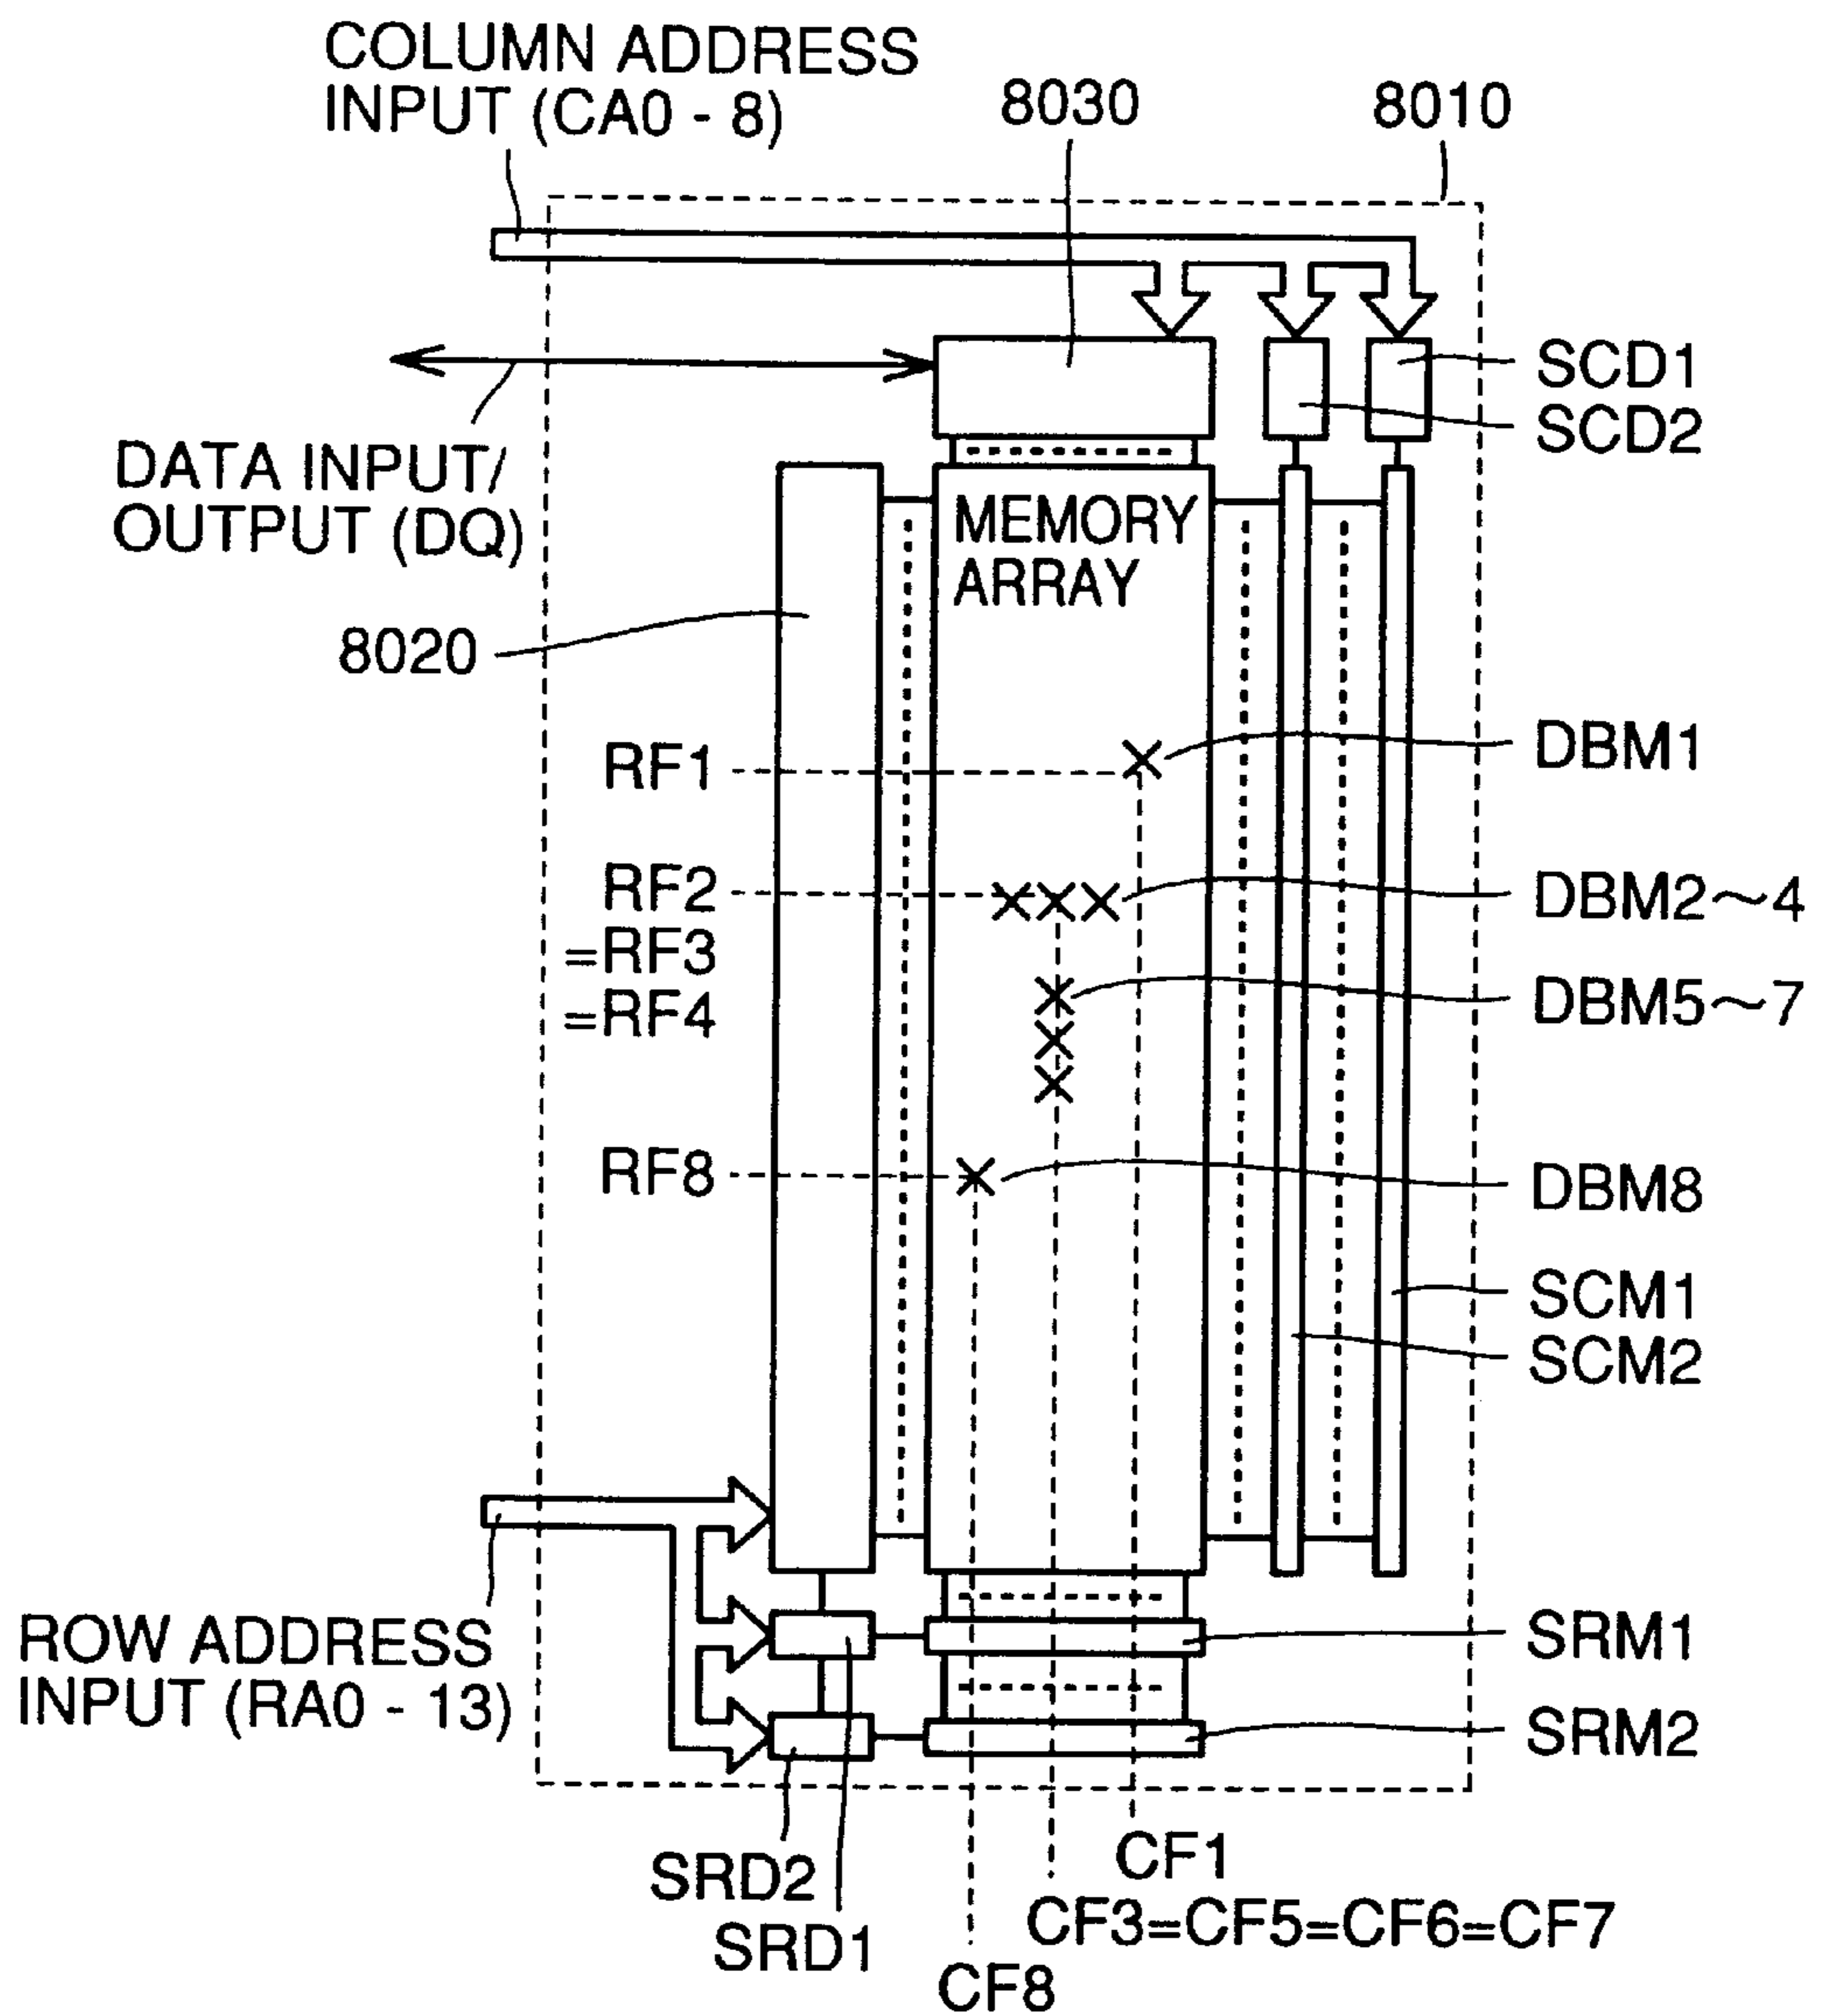 COLUMN ADDRESS
INPUT (CA0 - 8)
8030
8010
SCD1
SCD2
DATA INPUT/
OUTPUT (DQ)
MEMORY
ARRAY
8020
RF1
DBM1
RF2
DBM2~4
=RF3
=RF4
DBM5~7
RF8
DBM8
SCM1
SCM2
ROW ADDRESS
INPUT (RA0 - 13)
SRM1
SRM2
SRD2
SRD1
CF1
CF3=CF5=CF6=CF7
CF8